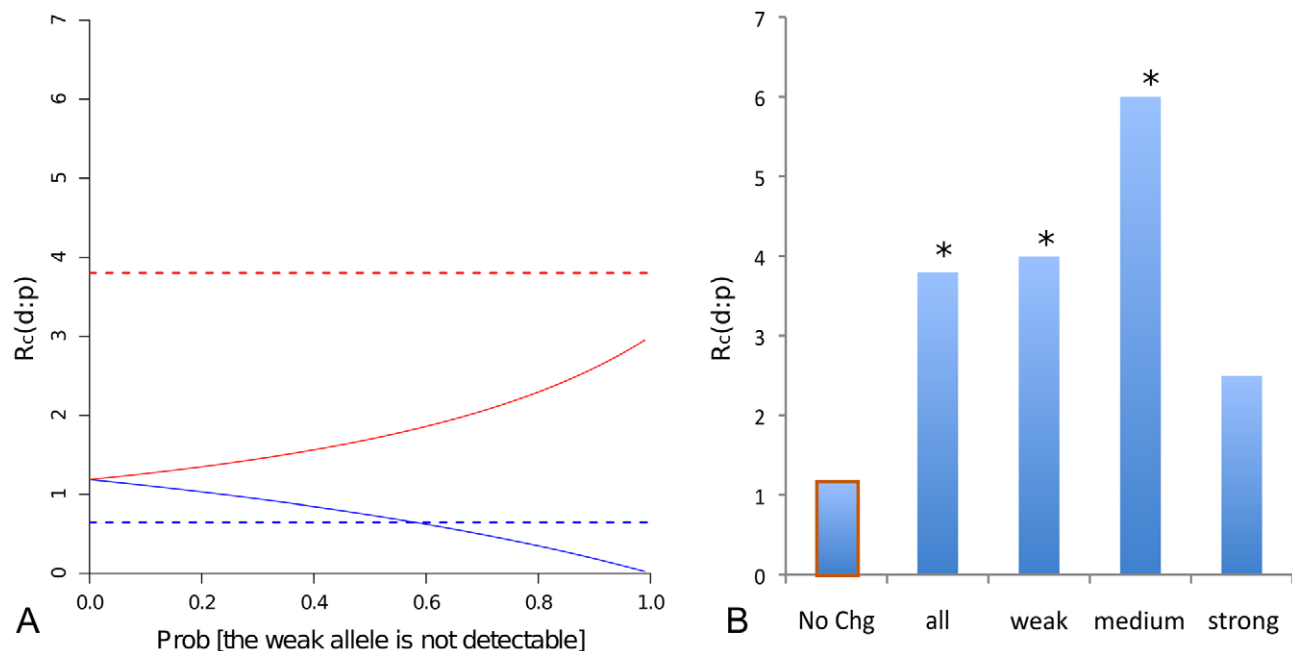 7
6
5
4
3
2
1
0
Rc(d:p)
0.0 0.2 0.4 0.6 0.8 1.0
Prob [the weak allele is not detectable]
A
7
6
5
4
3
2
1
0
Rc(d:p)
* * *
No Chg all weak medium strong
B